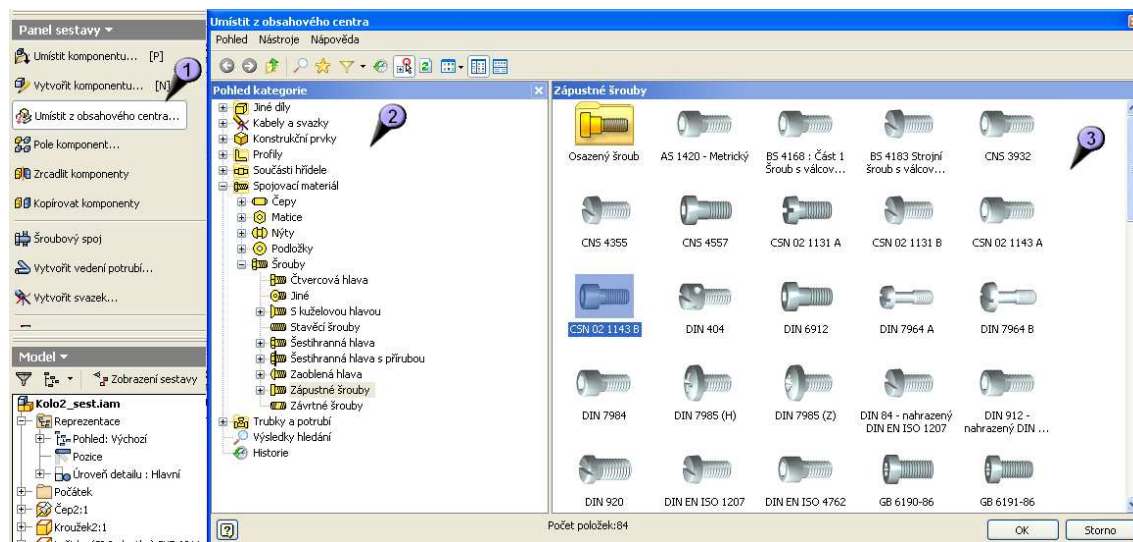 Panel sestavy
Umístit komponentu... [P]
Vytvořit komponentu... [N]
1
Umístit z obsahového centra...
Pole komponent...
Zrcadlit komponenty
Kopírovat komponenty
Šroubový spoj
Vytvořit vedení potrubí...
Vytvořit svazek...
Model
Zobrazení sestavy
Kolo2_sest.iam
Reprezentace
Pohled: Výchozí
Pozice
Úroveň detailu : Hlavní
Počátek
Čep2:1
Kroužek2:1
Umístit z obsahového centra
Pohled Nástroje Nápověda
Pohled kategorie
2
Jiné díly
Kabely a svazky
Konstrukční prvky
Profily
Součásti hřídele
Spojovací materiál
Čepy
Matice
Nýty
Podložky
Šrouby
Čtvercová hlava
Jiné
S kuželovou hlavou
Stavěcí šrouby
Šestihranná hlava
Šestihranná hlava s přírubou
Zaoblená hlava
Zápustné šrouby
Závrtné šrouby
Trubky a potrubí
Výsledky hledání
Historie
Zápustné šrouby
3
Osazený šroub
AS 1420 - Metrický
BS 4168 : Část 1
Šroub s válcov...
BS 4183 Strojní
šroub s válcov...
CNS 3932
CNS 4355
CNS 4557
CSN 02 1131 A
CSN 02 1131 B
CSN 02 1143 A
CSN 02 1143 B
DIN 404
DIN 6912
DIN 7964 A
DIN 7964 B
DIN 7984
DIN 7985 (H)
DIN 7985 (Z)
DIN 84 - nahrazený
DIN EN ISO 1207
DIN 912 -
nahrazený DIN ...
DIN 920
DIN EN ISO 1207
DIN EN ISO 4762
GB 6190-86
GB 6191-86
Počet položek:84
OK
Storno